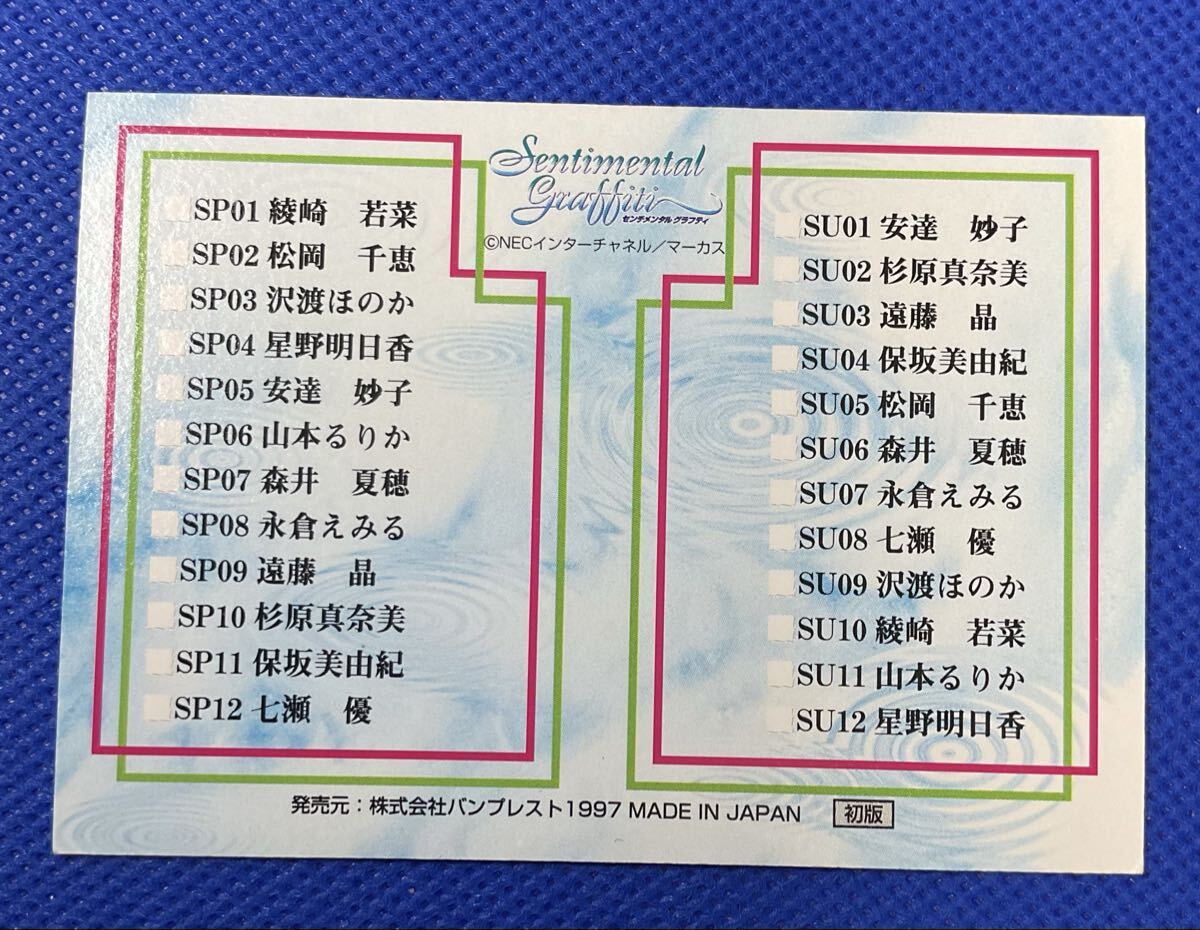 Sentimental
Graffiti
センチメンタル グラフティ
©NECインターチャネル／マーカス
SP01 綾崎　若菜
SP02 松岡　千恵
SP03 沢渡ほのか
SP04 星野明日香
SP05 安達　妙子
SP06 山本るりか
SP07 森井　夏穂
SP08 永倉えみる
SP09 遠藤　晶
SP10 杉原真奈美
SP11 保坂美由紀
SP12 七瀬　優
SU01 安達　妙子
SU02 杉原真奈美
SU03 遠藤　晶
SU04 保坂美由紀
SU05 松岡　千恵
SU06 森井　夏穂
SU07 永倉えみる
SU08 七瀬　優
SU09 沢渡ほのか
SU10 綾崎　若菜
SU11 山本るりか
SU12 星野明日香
発売元：株式会社バンプレスト1997 MADE IN JAPAN 初版